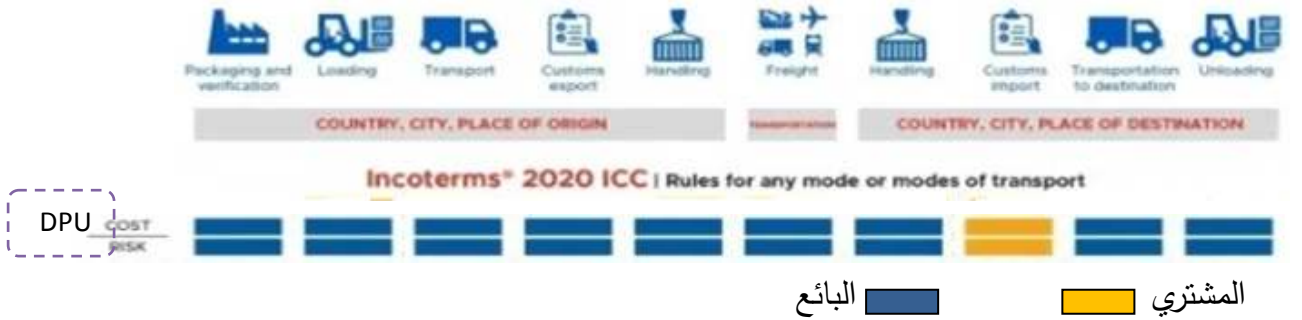 Packaging and verification
Loading
Transport
Customs export
Handling
Freight
Handling
Customs import
Transportation to destination
Unloading
COUNTRY, CITY, PLACE OF ORIGIN
TRANSPORTATION
COUNTRY, CITY, PLACE OF DESTINATION
Incoterms® 2020 ICC | Rules for any mode or modes of transport
DPU
COST
RISK
المشتري
البائع